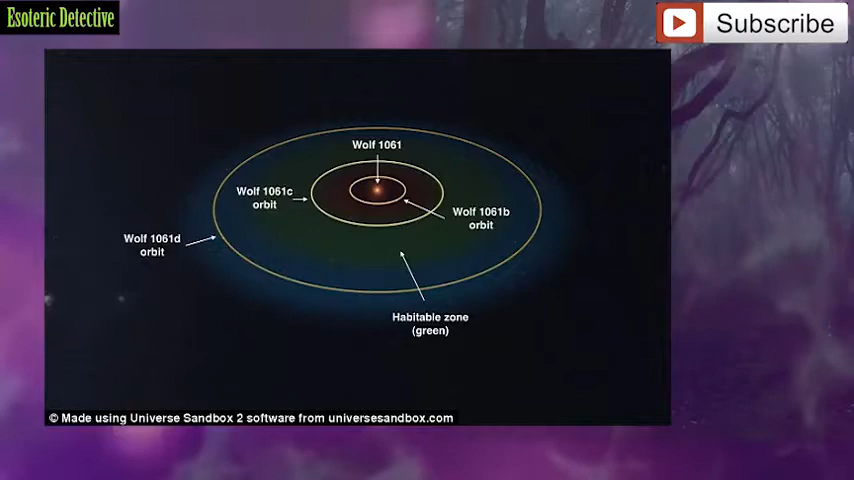 Esoteric Detective
Subscribe
Wolf 1061
Wolf 1061c
orbit
Wolf 1061b
orbit
Wolf 1061d
orbit
Habitable zone
(green)
© Made using Universe Sandbox 2 software from universesandbox.com